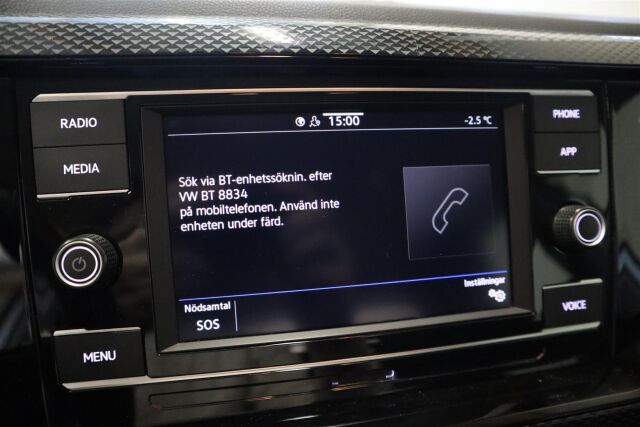 RADIO
MEDIA
MENU
15:00
-2.5 °C
Sök via BT-enhetssöknin. efter
VW BT 8834
på mobiltelefonen. Använd inte
enheten under färd.
Inställningar
Nödsamtal
SOS
PHONE
APP
VOICE